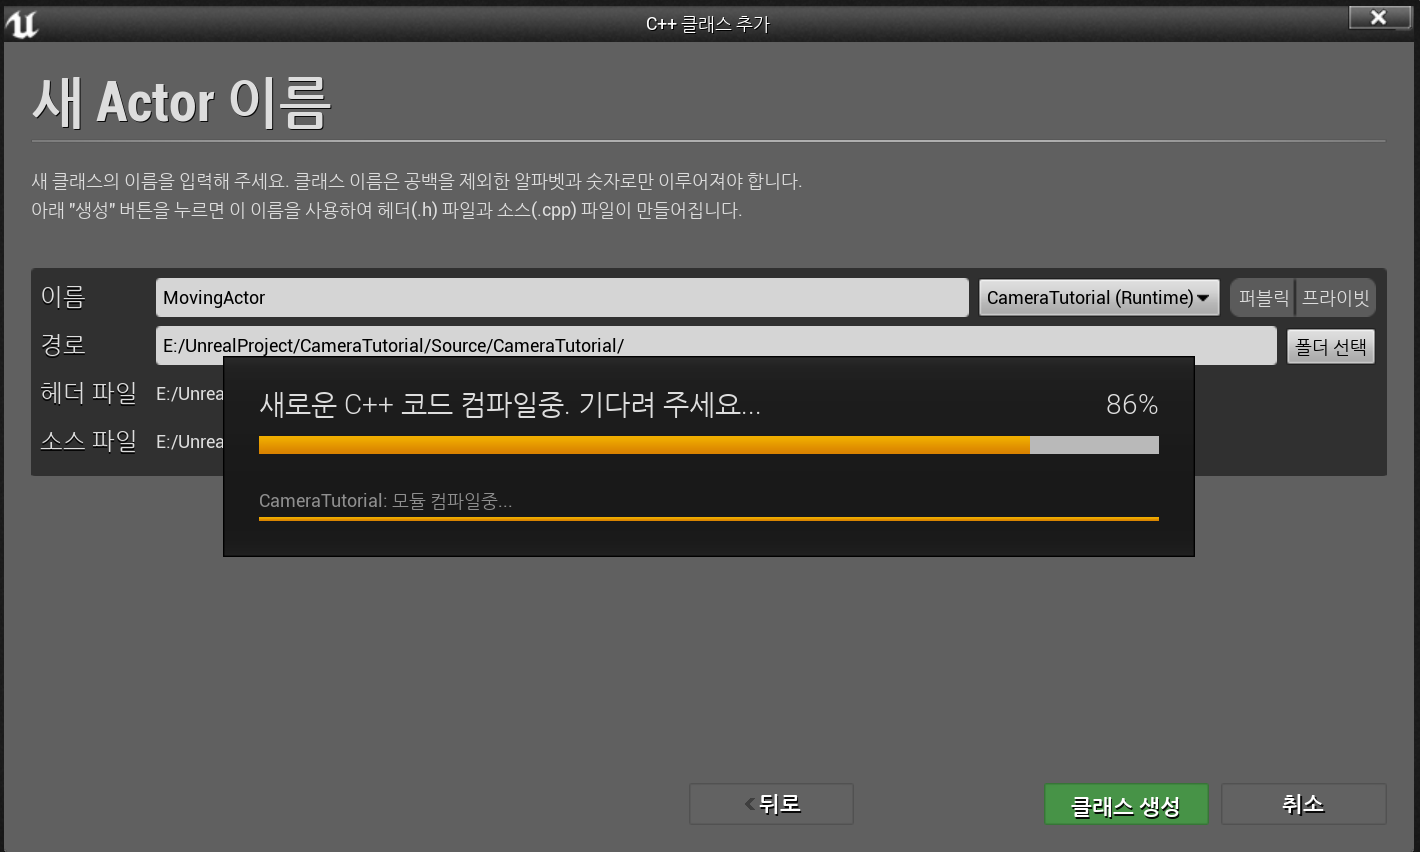 C++ 클래스 추가
새 Actor 이름
새 클래스의 이름을 입력해 주세요. 클래스 이름은 공백을 제외한 알파벳과 숫자로만 이루어져야 합니다.
아래 "생성" 버튼을 누르면 이 이름을 사용하여 헤더(.h) 파일과 소스(.cpp) 파일이 만들어집니다.
이름 MovingActor CameraTutorial (Runtime) 퍼블릭 프라이빗
경로 E:/UnrealProject/CameraTutorial/Source/CameraTutorial/ 폴더 선택
헤더 파일 E:/Unrea
소스 파일 E:/Unrea
새로운 C++ 코드 컴파일중. 기다려 주세요... 86%
CameraTutorial: 모듈 컴파일중...
뒤로 클래스 생성 취소